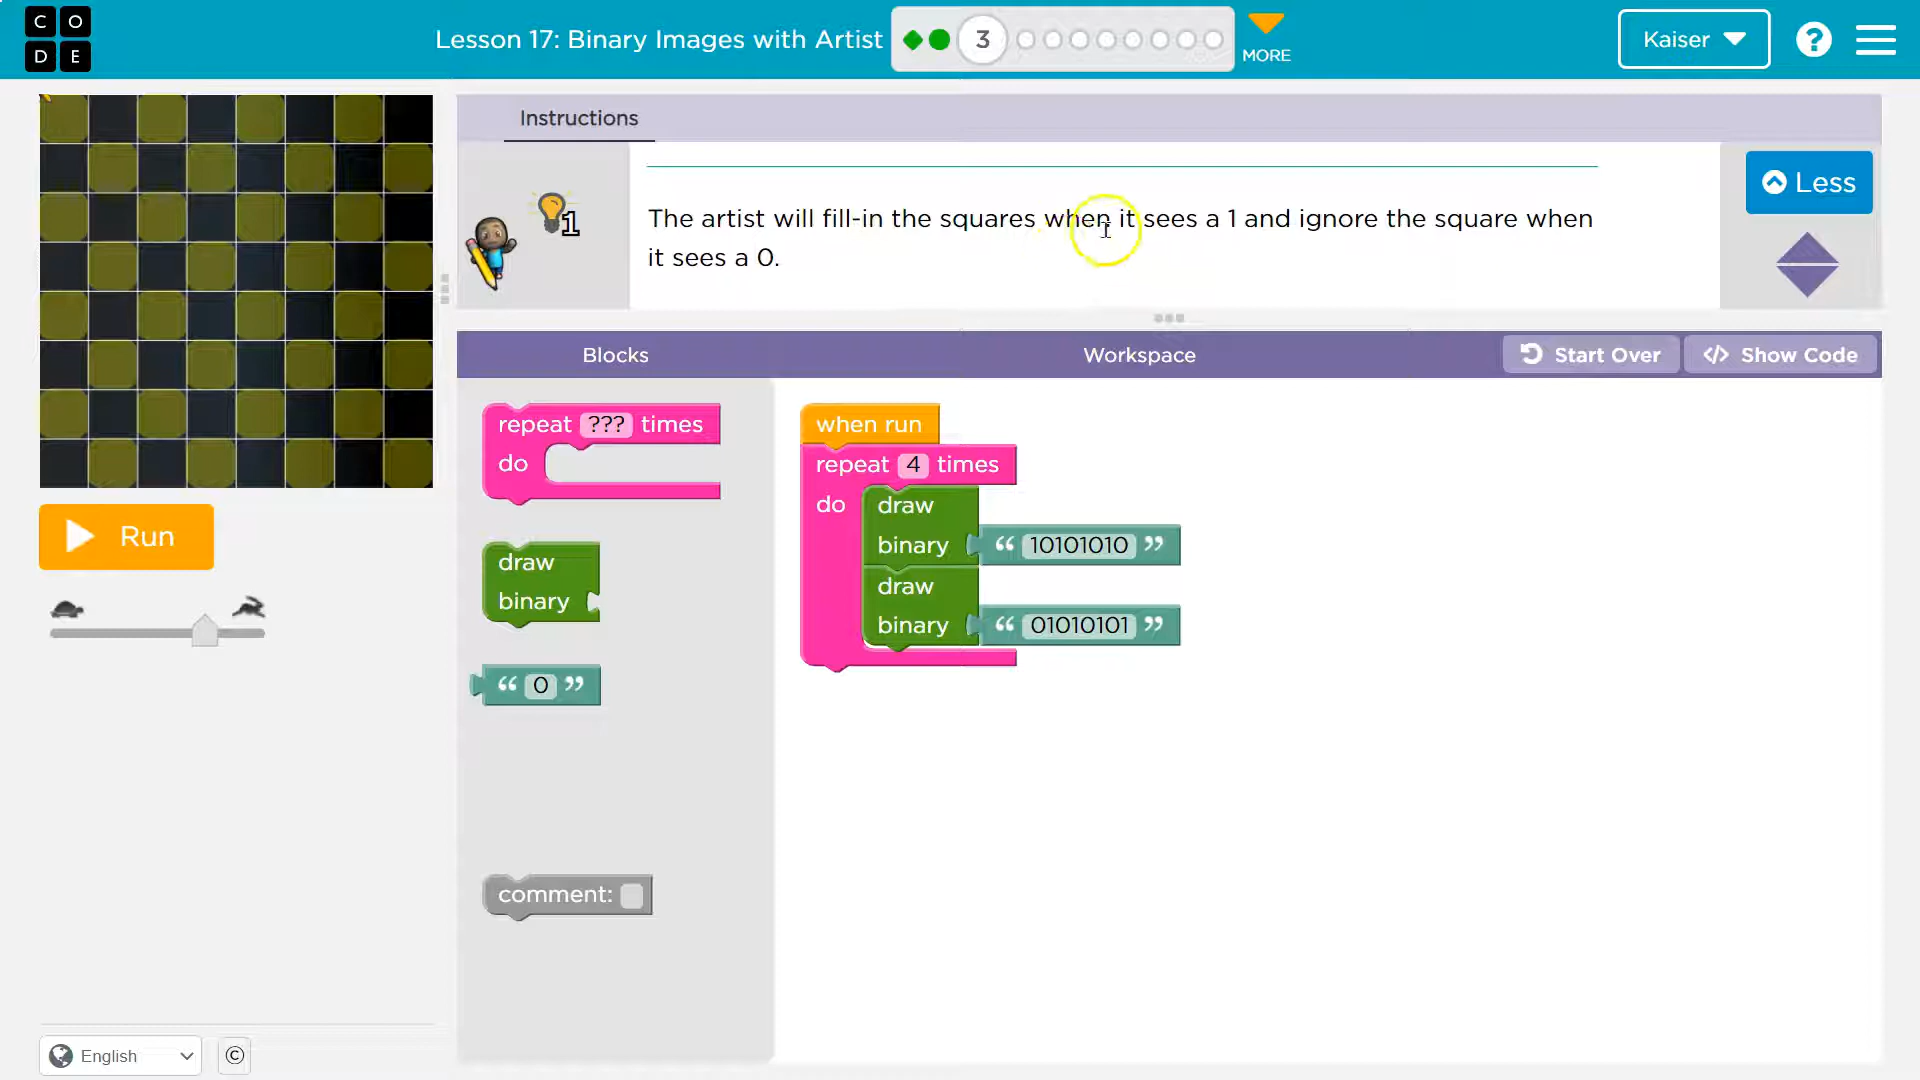 C O
D E
Lesson 17: Binary Images with Artist
3
MORE
Kaiser
?
Instructions
1
The artist will fill-in the squares when it sees a 1 and ignore the square when
it sees a 0.
Less
Blocks
Workspace
Start Over
</> Show Code
repeat ??? times
do
draw
binary
“ 0 ”
comment:
when run
repeat 4 times
do
draw
binary “ 10101010 ”
draw
binary “ 01010101 ”
Run
English
©